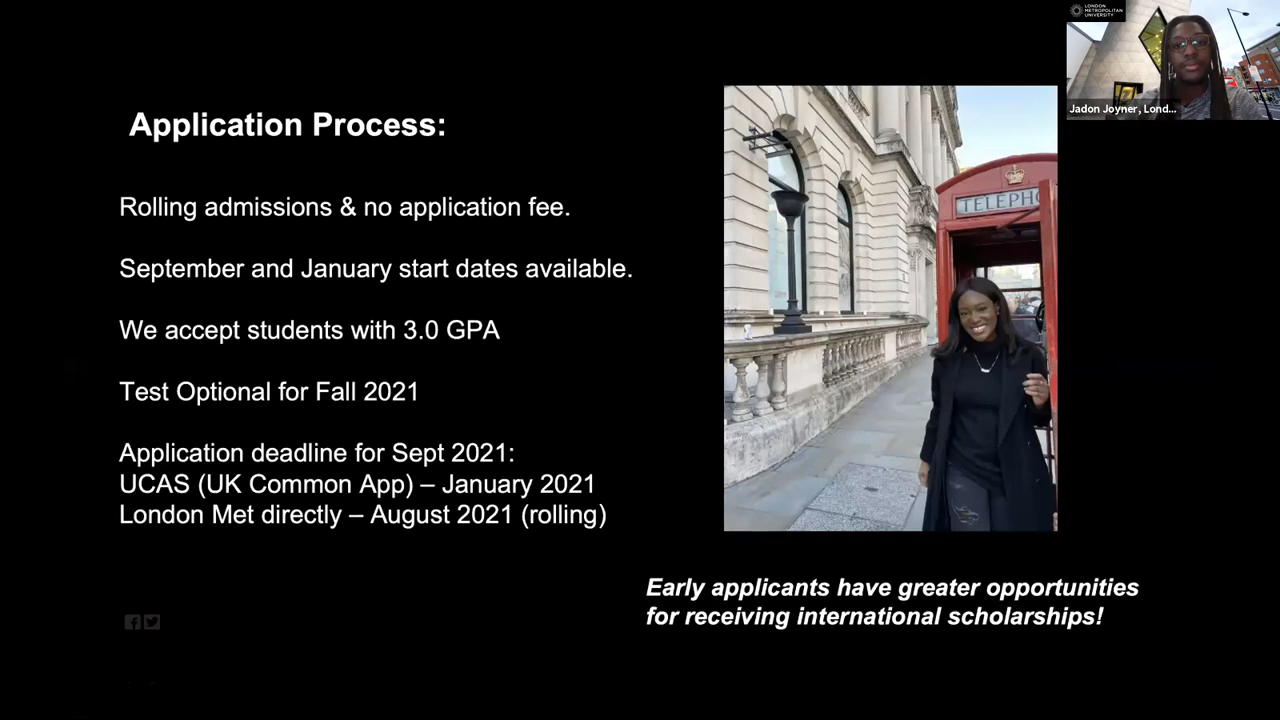 LONDON
METROPOLITAN
UNIVERSITY
Jadon Joyner, Lond...
Application Process:
Rolling admissions & no application fee.
September and January start dates available.
We accept students with 3.0 GPA
Test Optional for Fall 2021
Application deadline for Sept 2021:
UCAS (UK Common App) – January 2021
London Met directly – August 2021 (rolling)
TELEPHO
Early applicants have greater opportunities
for receiving international scholarships!